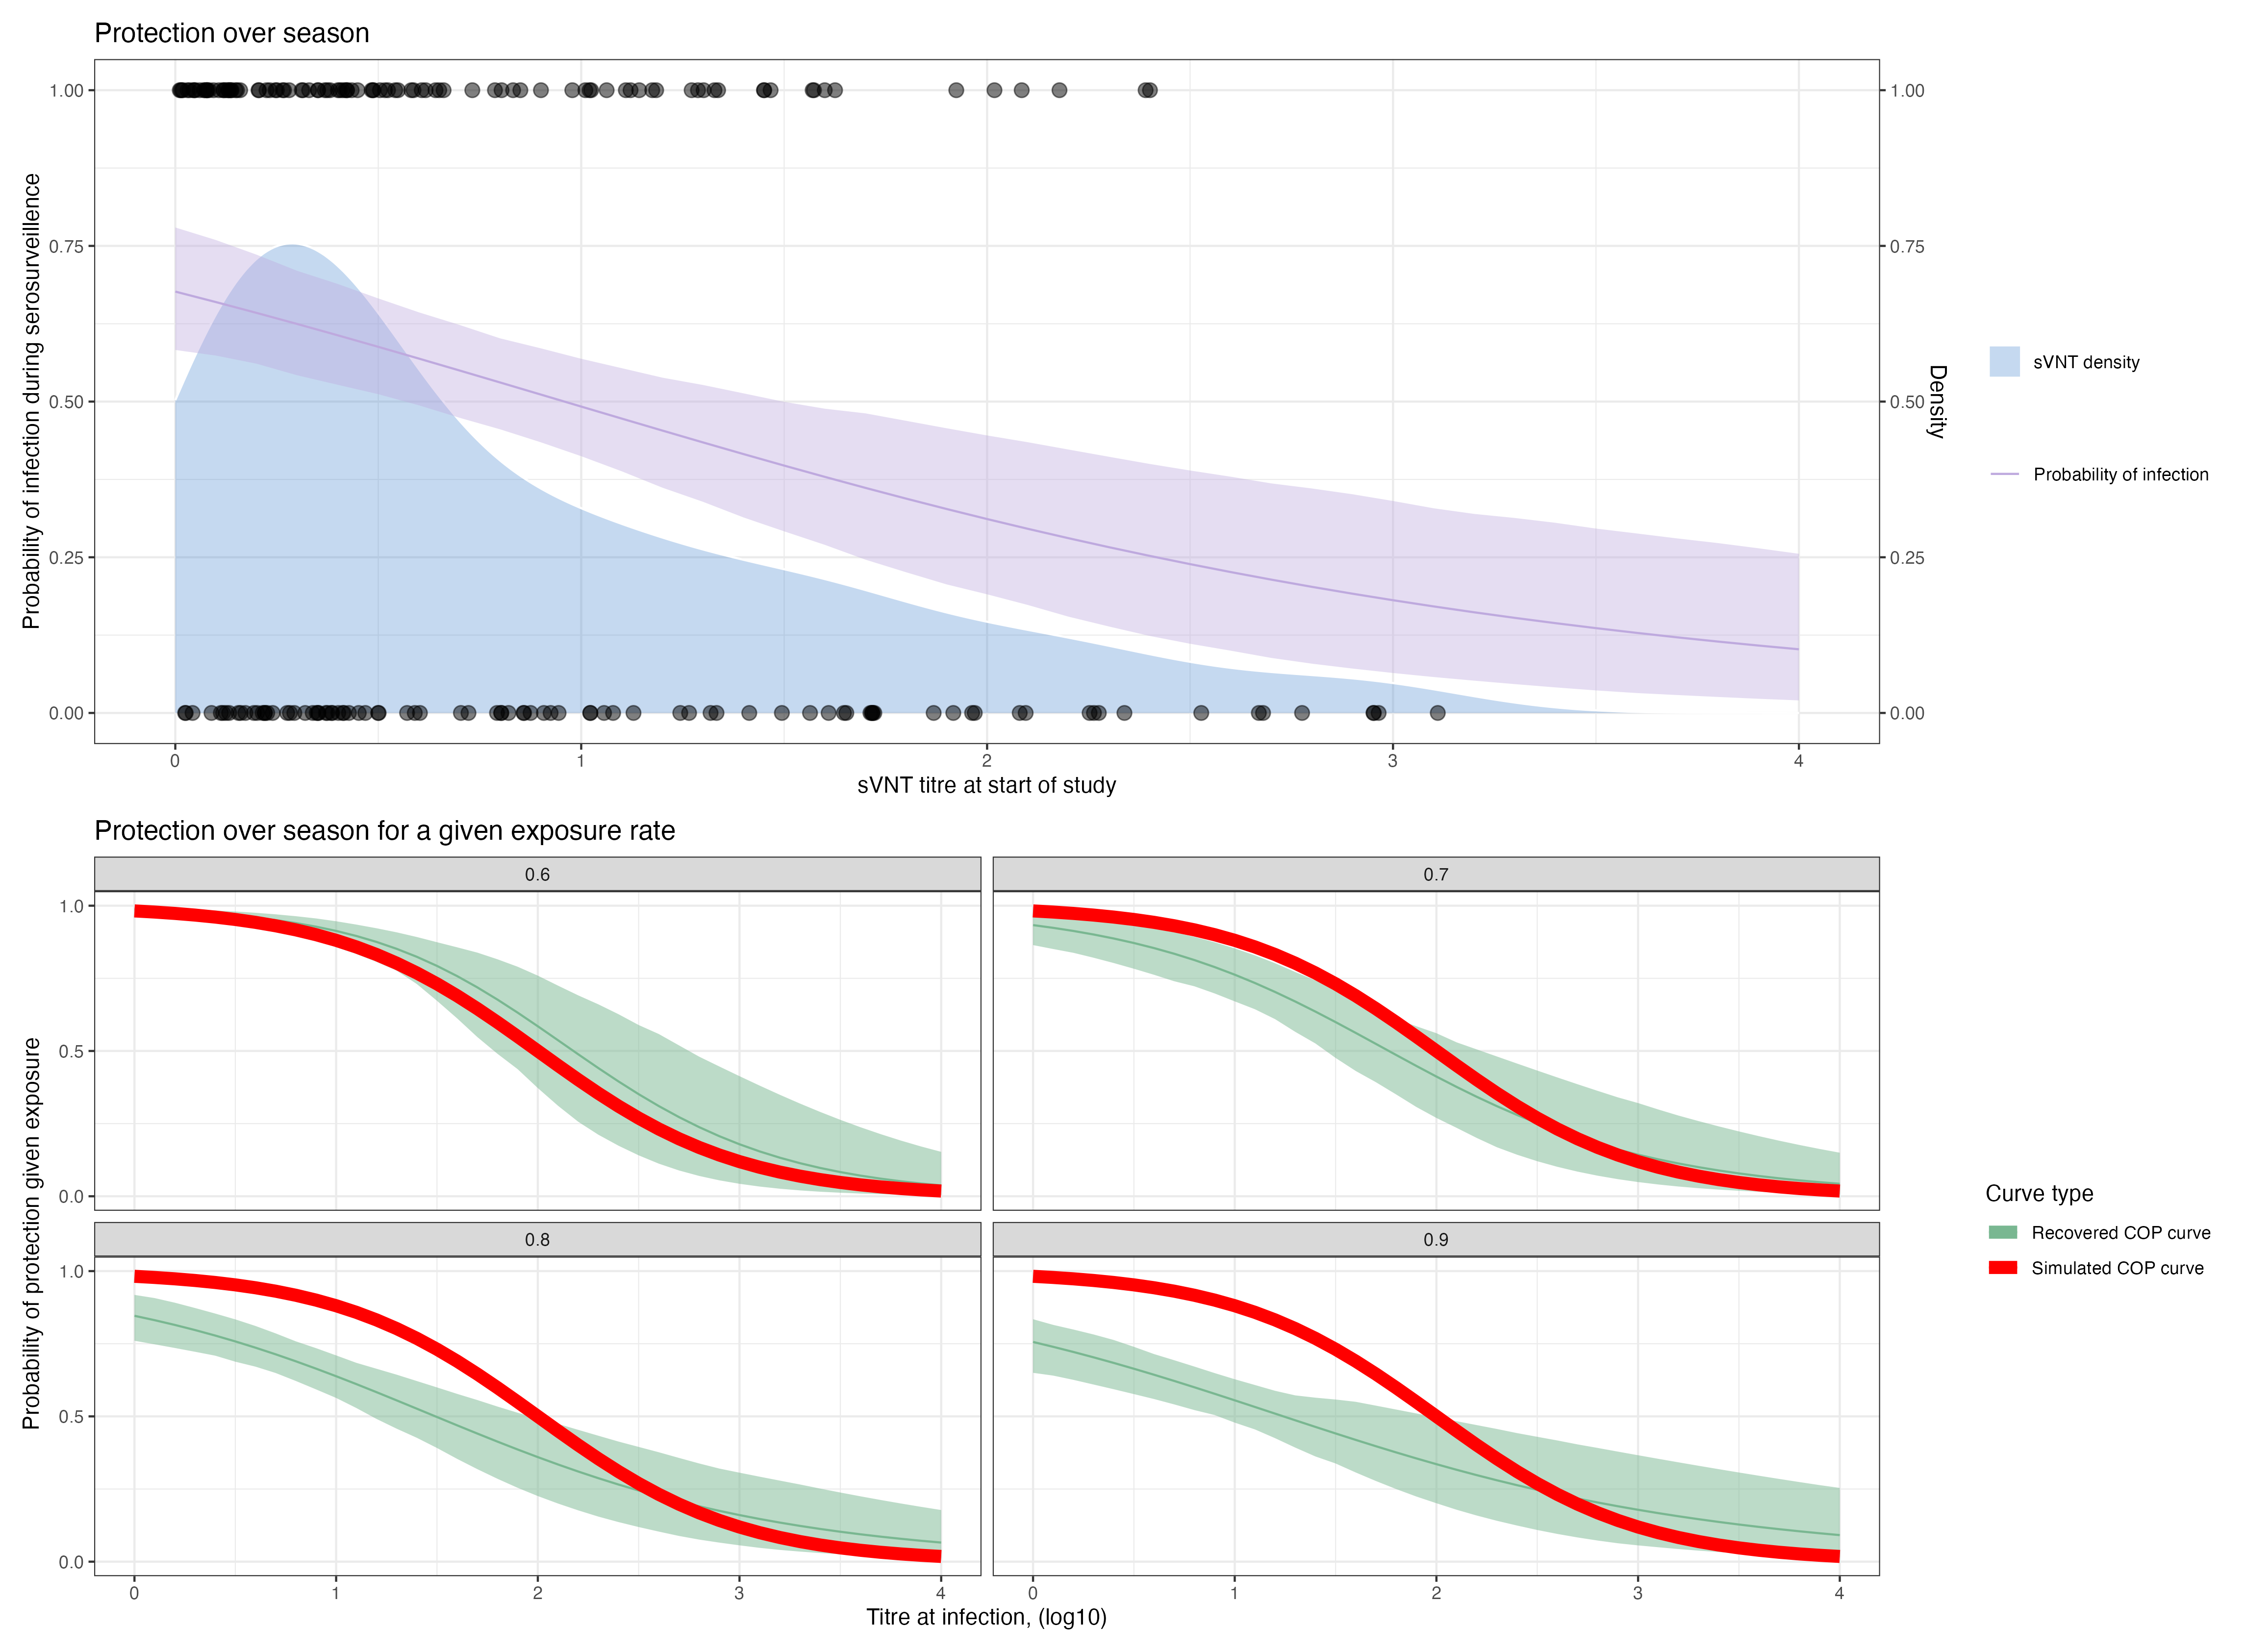 Protection over season
1.00
0.75
0.50
0.25
0.00
Probability of infection during serosurveillence
1.00
0.75
0.50
0.25
0.00
Density
0 1 2 3 4
sVNT titre at start of study
sVNT density
Probability of infection
Protection over season for a given exposure rate
0.6
0.7
1.0
0.5
0.0
0.8
0.9
1.0
0.5
0.0
Probability of protection given exposure
0 1 2 3 4
0 1 2 3 4
Titre at infection, (log10)
Curve type
Recovered COP curve
Simulated COP curve